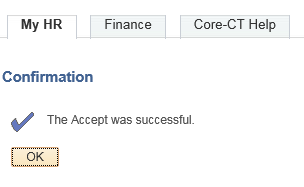 My HR Finance Core-CT Help
Confirmation
The Accept was successful.
OK